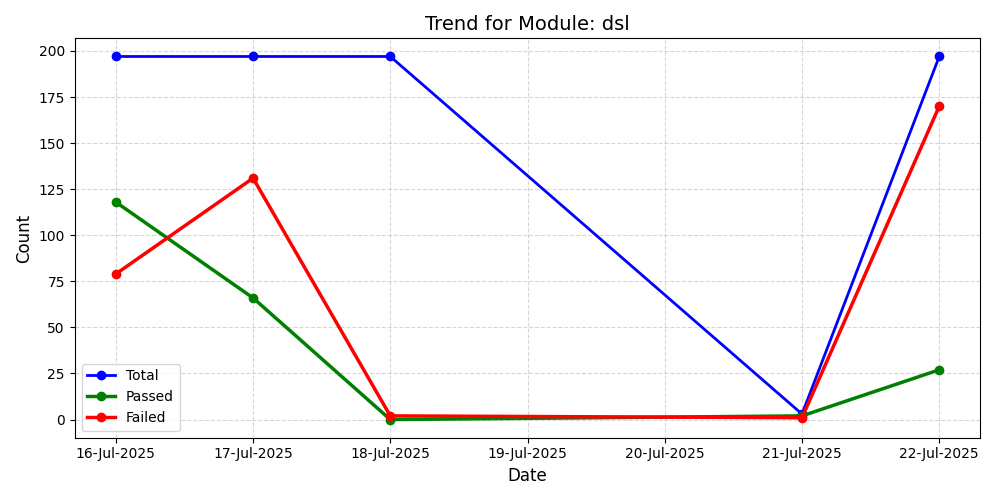 Trend for Module: dsl
Count
200
175
150
125
100
75
50
25
0
Total
Passed
Failed
16-Jul-2025 17-Jul-2025 18-Jul-2025 19-Jul-2025 20-Jul-2025 21-Jul-2025 22-Jul-2025
Date